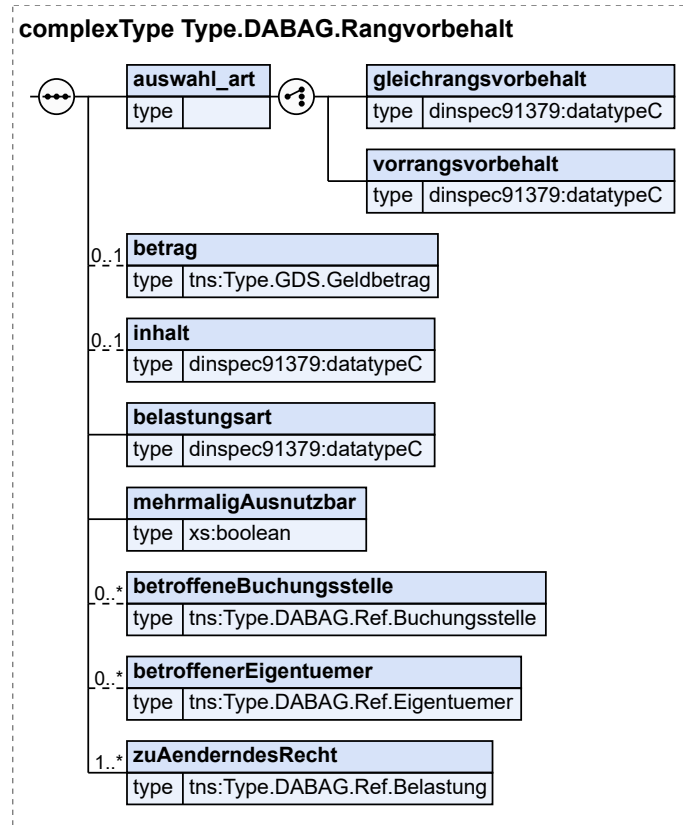 complexType Type.DABAG.Rangvorbehalt
auswahl_art
type
gleichrangsvorbehalt
type dinspec91379:datatypeC
vorrangsvorbehalt
type dinspec91379:datatypeC
0..1 betrag
type tns:Type.GDS.Geldbetrag
0..1 inhalt
type dinspec91379:datatypeC
belastungsart
type dinspec91379:datatypeC
mehrmaligAusnutzbar
type xs:boolean
0..* betroffeneBuchungsstelle
type tns:Type.DABAG.Ref.Buchungsstelle
0..* betroffenerEigentuemer
type tns:Type.DABAG.Ref.Eigentuemer
1..* zuAenderndesRecht
type tns:Type.DABAG.Ref.Belastung